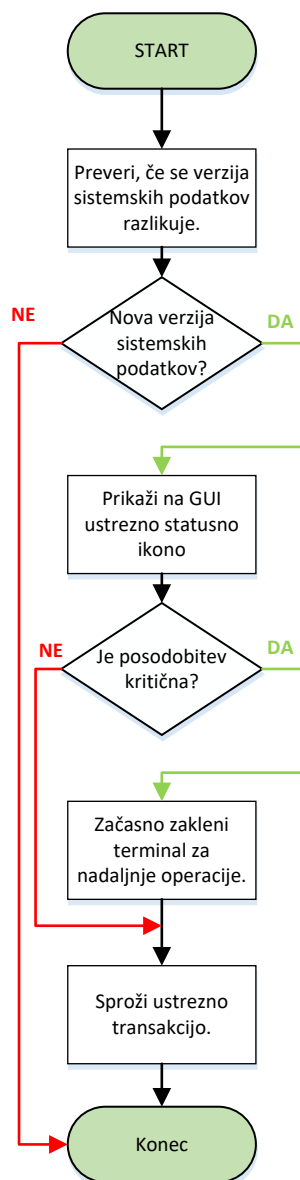 START
Preveri, če se verzija
sistemskih podatkov
razlikuje.
NE
Nova verzija
sistemskih
podatkov?
DA
Prikaži na GUI
ustrezno statusno
ikono
NE
Je posodobitev
kritična?
DA
Začasno zakleni
terminal za
nadaljnje operacije.
Sproži ustrezno
transakcijo.
Konec